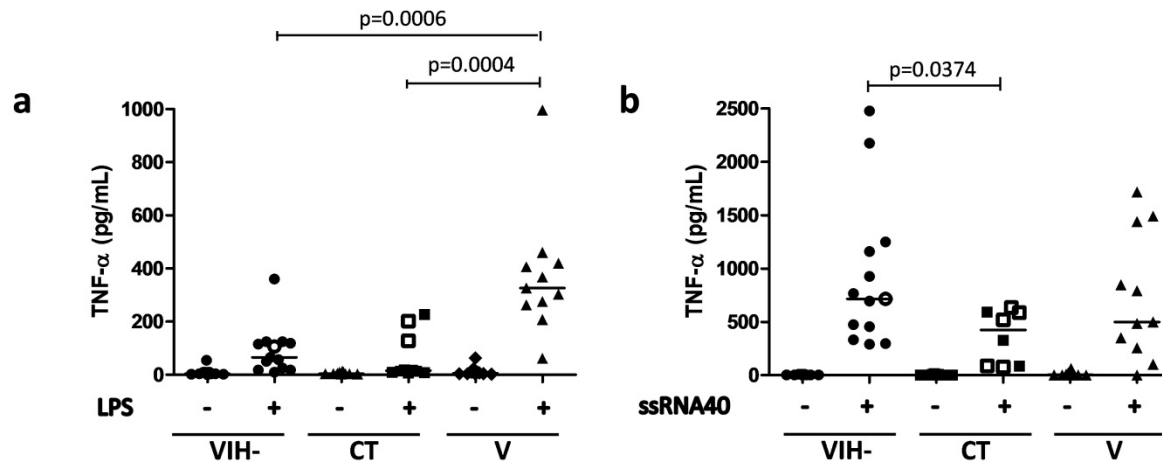 a
p=0.0006
p=0.0004
TNF-α (pg/mL)
1000
800
600
400
200
0
LPS - + - + - +
VIH- CT V
b
p=0.0374
TNF-α (pg/mL)
2500
2000
1500
1000
500
0
ssRNA40 - + - + - +
VIH- CT V